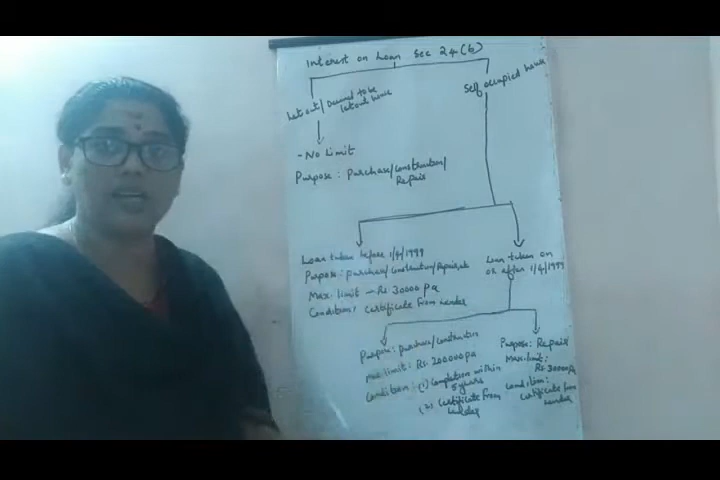 Interest on Loan Sec 24(b)
Let out/ Deemed to be
let out house
Self occupied house
- No Limit
Purpose : Purchase/Construction/
Repair
Loan taken before 1/4/1999
Purpose: purchase/Construction/Repair
Max. limit - Rs 30000 Pa
Condition: Certificate from lender
Loan taken on
or after 1/4/1999
Purpose: purchase/construction
Max limit: Rs. 200000 pa
Condition : (1) Completion within
5 years
(2) Certificate from
lender
Purpose: Repair/
Max. limit:
Rs. 30000 pa
Condition:
Certificate from
lender